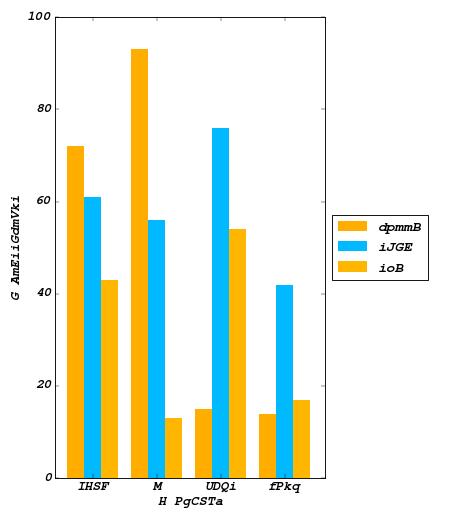 100
80
60
40
20
0
G AmEiiGdmVki
IHSF M UDQi fPkq
H PgCSTa
dpmmB
iJGE
ioB